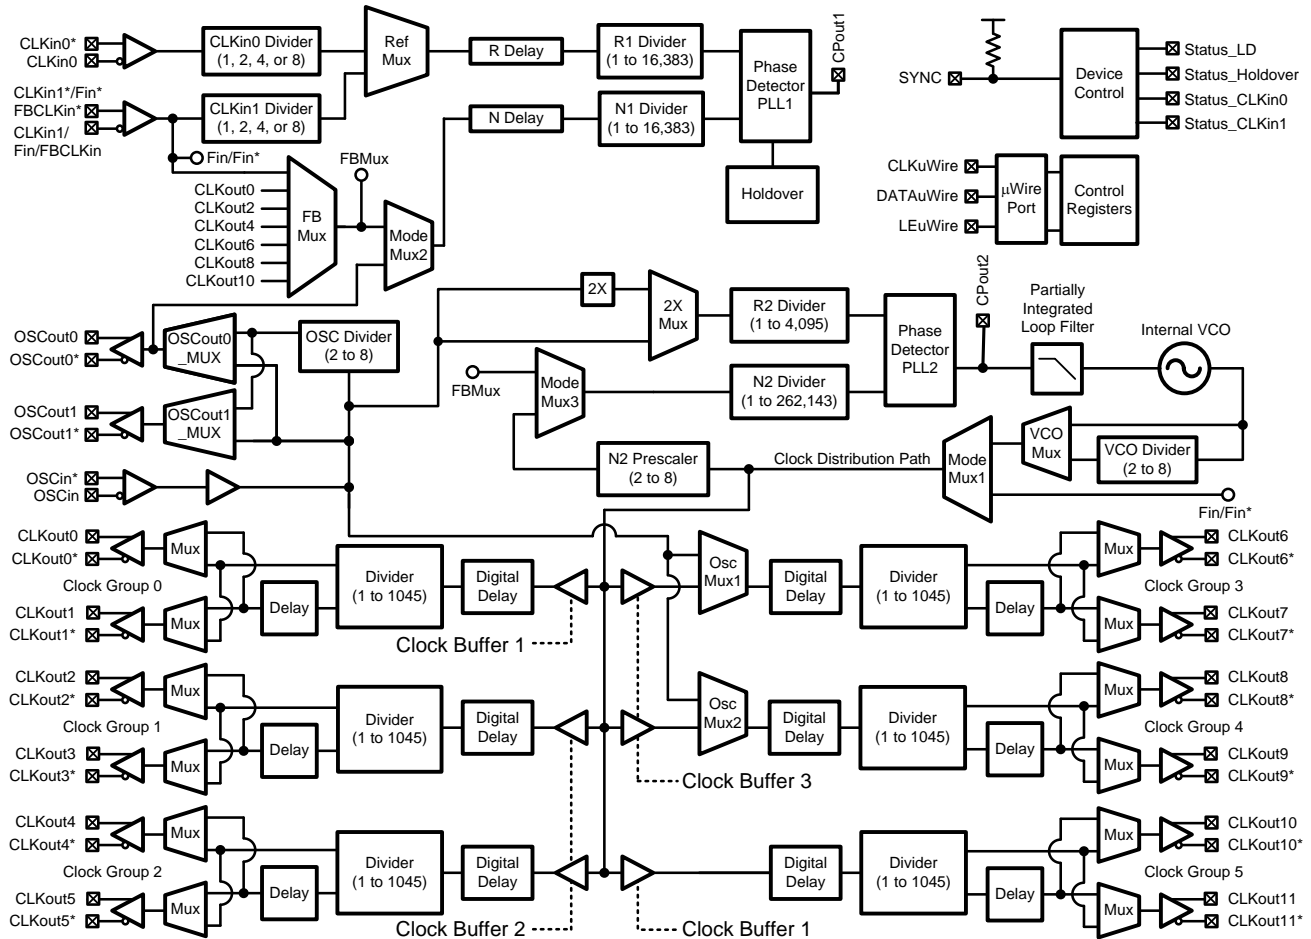 CLKin0*
CLKin0
CLKin0 Divider
(1, 2, 4, or 8)
Ref
Mux
R Delay
R1 Divider
(1 to 16,383)
Phase
Detector
PLL1
CPout1
CLKin1*/Fin*
FBCLKin*
CLKin1/
Fin/FBCLKin
CLKin1 Divider
(1, 2, 4, or 8)
N Delay
N1 Divider
(1 to 16,383)
Holdover
Fin/Fin*
FBMux
CLKout0
CLKout2
CLKout4
CLKout6
CLKout8
CLKout10
FB
Mux
Mode
Mux2
SYNC
Device
Control
Status_LD
Status_Holdover
Status_CLKin0
Status_CLKin1
CLKuWire
DATAuWire
LEuWire
µWire
Port
Control
Registers
OSCout0
OSCout0*
OSCout0
_MUX
OSC Divider
(2 to 8)
OSCout1
OSCout1*
OSCout1
_MUX
OSCin*
OSCin
2X
2X
Mux
R2 Divider
(1 to 4,095)
Phase
Detector
PLL2
CPout2
Partially
Integrated
Loop Filter
Internal VCO
FBMux
Mode
Mux3
N2 Divider
(1 to 262,143)
N2 Prescaler
(2 to 8)
Clock Distribution Path
Mode
Mux1
VCO
Mux
VCO Divider
(2 to 8)
Fin/Fin*
CLKout0
CLKout0*
Mux
Clock Group 0
CLKout1
CLKout1*
Mux
Delay
Divider
(1 to 1045)
Digital
Delay
Clock Buffer 1
Osc
Mux1
Digital
Delay
Divider
(1 to 1045)
Delay
Mux
CLKout6
CLKout6*
Clock Group 3
Mux
CLKout7
CLKout7*
CLKout2
CLKout2*
Mux
Clock Group 1
CLKout3
CLKout3*
Mux
Delay
Divider
(1 to 1045)
Digital
Delay
Osc
Mux2
Clock Buffer 3
Digital
Delay
Divider
(1 to 1045)
Delay
Mux
CLKout8
CLKout8*
Clock Group 4
Mux
CLKout9
CLKout9*
CLKout4
CLKout4*
Mux
Clock Group 2
CLKout5
CLKout5*
Mux
Delay
Divider
(1 to 1045)
Digital
Delay
Clock Buffer 2
Clock Buffer 1
Digital
Delay
Divider
(1 to 1045)
Delay
Mux
CLKout10
CLKout10*
Clock Group 5
Mux
CLKout11
CLKout11*